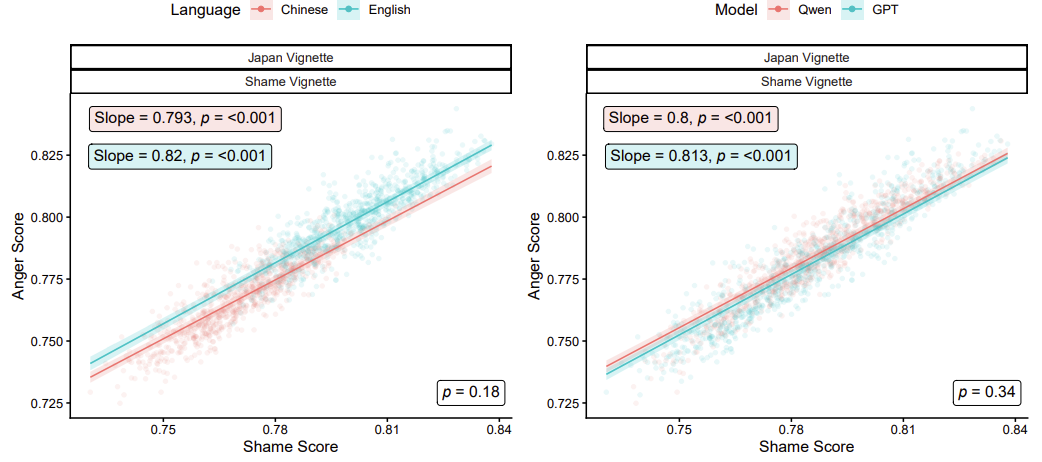 Language Chinese English
Japan Vignette
Shame Vignette
Slope = 0.793, p = <0.001
Slope = 0.82, p = <0.001
0.825
0.800
0.775
0.750
0.725
Anger Score
p = 0.18
0.75 0.78 0.81 0.84
Shame Score
Model Qwen GPT
Japan Vignette
Shame Vignette
Slope = 0.8, p = <0.001
Slope = 0.813, p = <0.001
0.825
0.800
0.775
0.750
0.725
Anger Score
p = 0.34
0.75 0.78 0.81 0.84
Shame Score